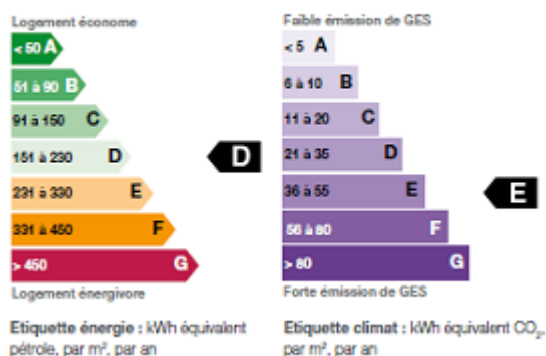 Logement économe
< 50 A
51 à 90 B
91 à 150 C
151 à 230 D
D
231 à 330 E
331 à 450 F
> 450 G
Logement énergivore
Etiquette énergie : kWh équivalent
pétrole, par m², par an
Faible émission de GES
< 5 A
6 à 10 B
11 à 20 C
21 à 35 D
36 à 55 E
E
56 à 80 F
> 80 G
Forte émission de GES
Etiquette climat : kWh équivalent CO₂,
par m², par an